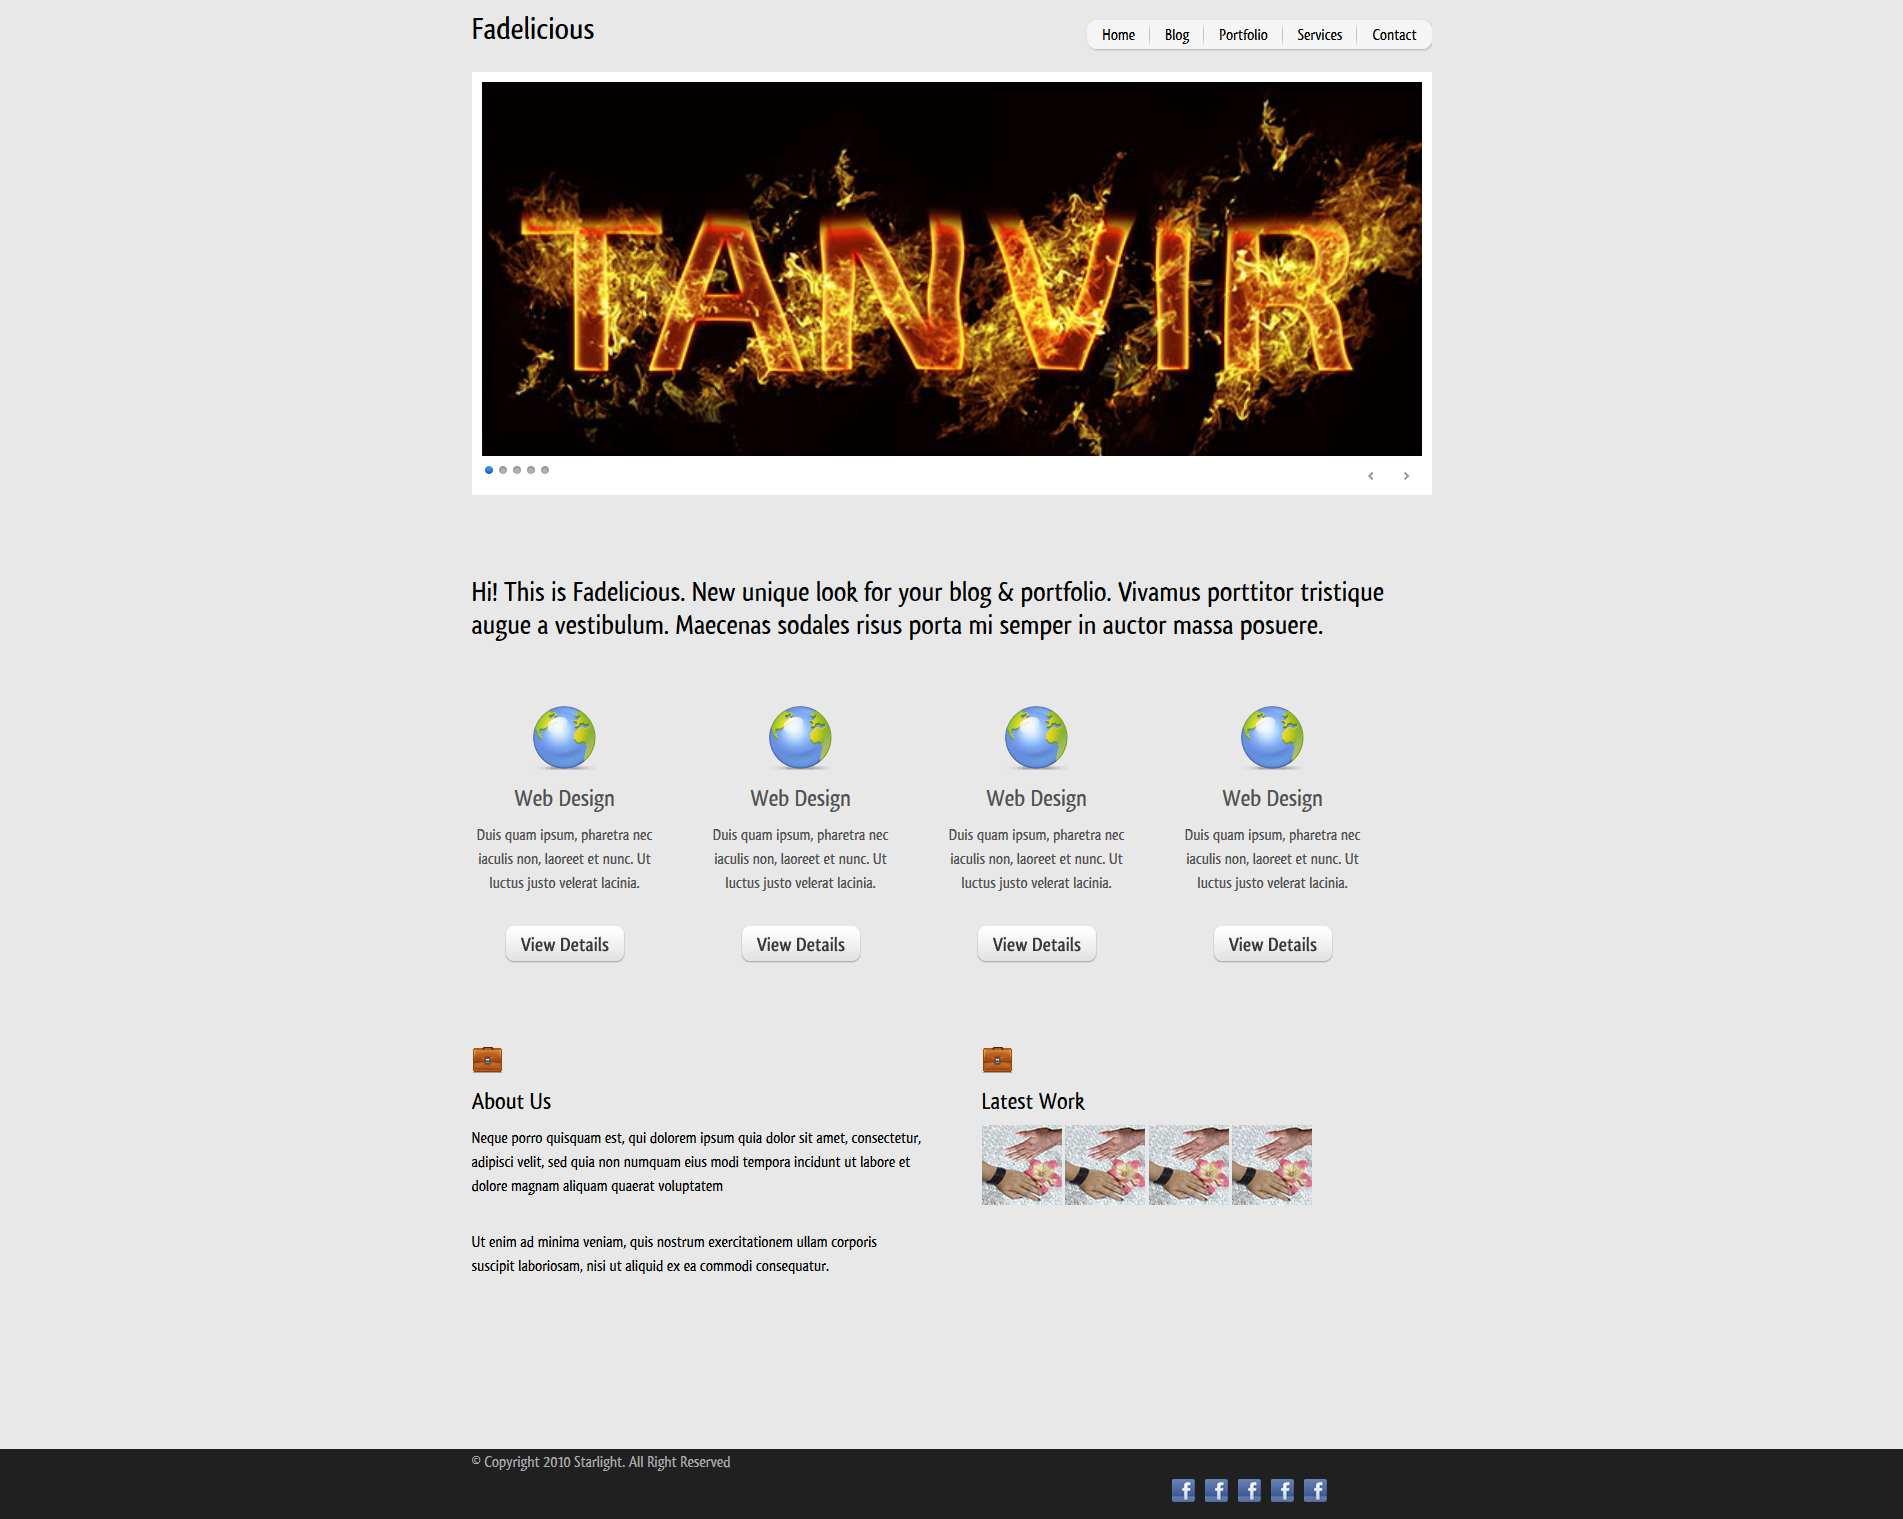 Fadelicious
Home Blog Portfolio Services Contact
TANVIR
Hi! This is Fadelicious. New unique look for your blog & portfolio. Vivamus porttitor tristique
augue a vestibulum. Maecenas sodales risus porta mi semper in auctor massa posuere.
Web Design
Duis quam ipsum, pharetra nec
iaculis non, laoreet et nunc. Ut
luctus justo velerat lacinia.
View Details
Web Design
Duis quam ipsum, pharetra nec
iaculis non, laoreet et nunc. Ut
luctus justo velerat lacinia.
View Details
Web Design
Duis quam ipsum, pharetra nec
iaculis non, laoreet et nunc. Ut
luctus justo velerat lacinia.
View Details
Web Design
Duis quam ipsum, pharetra nec
iaculis non, laoreet et nunc. Ut
luctus justo velerat lacinia.
View Details
About Us
Neque porro quisquam est, qui dolorem ipsum quia dolor sit amet, consectetur,
adipisci velit, sed quia non numquam eius modi tempora incidunt ut labore et
dolore magnam aliquam quaerat voluptatem
Ut enim ad minima veniam, quis nostrum exercitationem ullam corporis
suscipit laboriosam, nisi ut aliquid ex ea commodi consequatur.
Latest Work
© Copyright 2010 Starlight. All Right Reserved
f f f f f